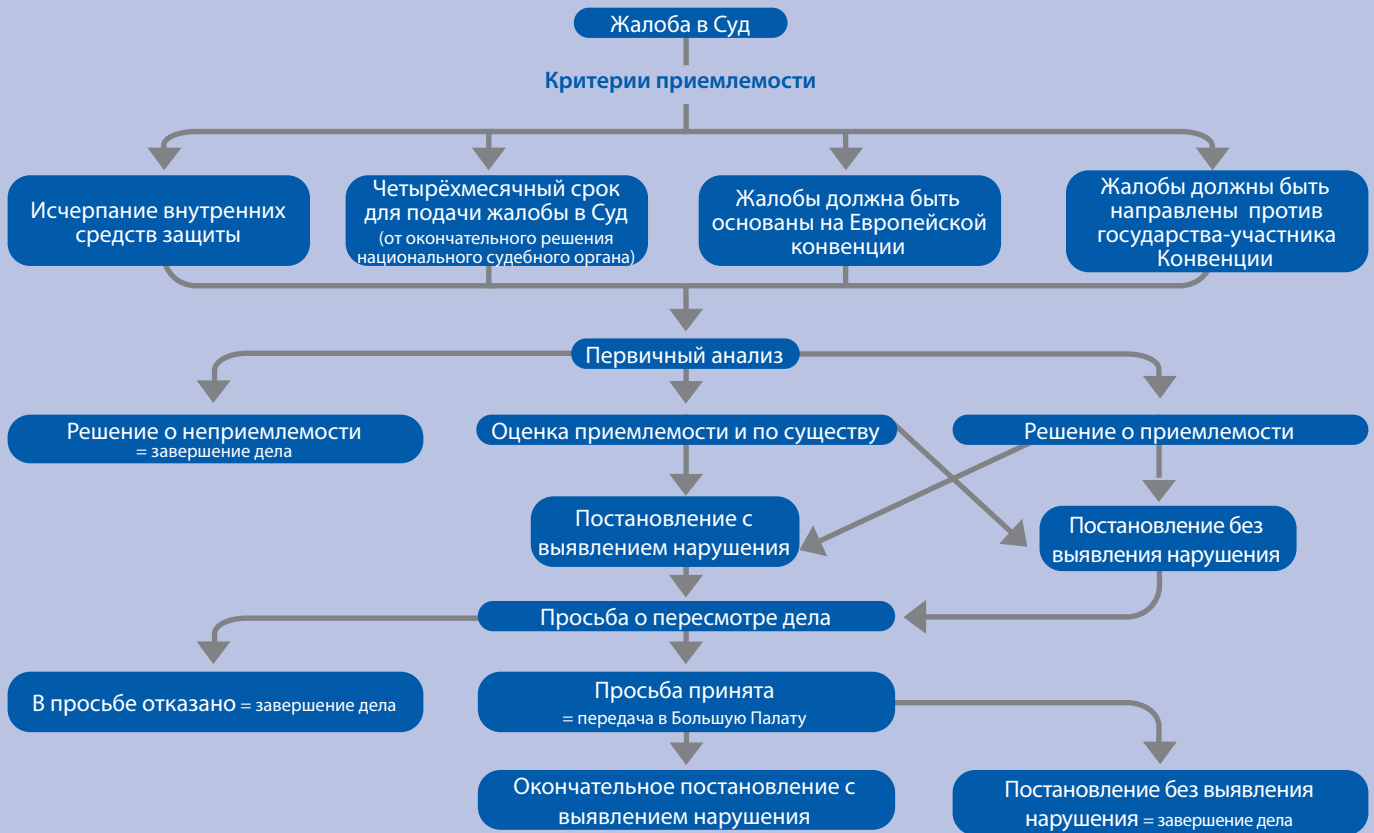 Жалоба в Суд
Критерии приемлемости
Исчерпание внутренних
средств защиты
Четырёхмесячный срок
для подачи жалобы в Суд
(от окончательного решения
национального судебного органа)
Жалобы должна быть
основаны на Европейской
конвенции
Жалобы должны быть
направлены против
государства-участника
Конвенции
Первичный анализ
Решение о неприемлемости
= завершение дела
Оценка приемлемости и по существу
Решение о приемлемости
Постановление с
выявлением нарушения
Постановление без
выявления нарушения
Просьба о пересмотре дела
В просьбе отказано = завершение дела
Просьба принята
= передача в Большую Палату
Окончательное постановление с
выявлением нарушения
Постановление без выявления
нарушения = завершение дела